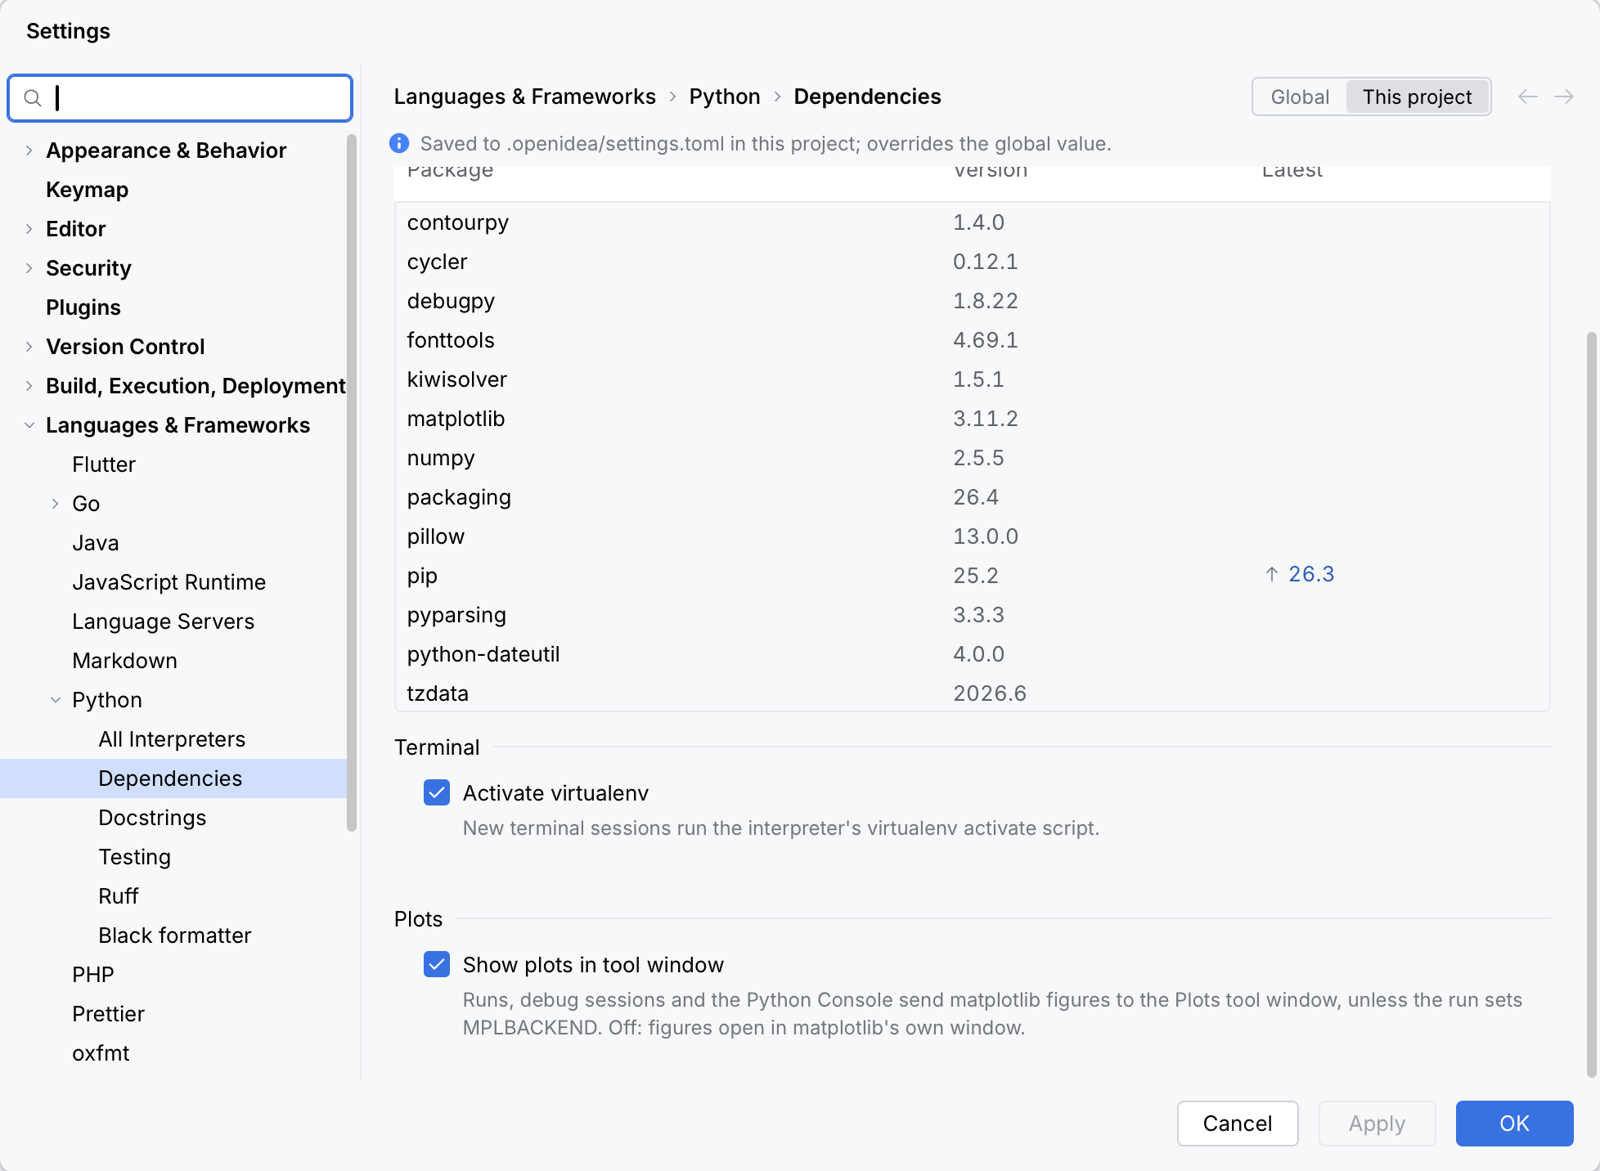 Settings
Appearance & Behavior
Keymap
Editor
Security
Plugins
Version Control
Build, Execution, Deployment
Languages & Frameworks
Flutter
Go
Java
JavaScript Runtime
Language Servers
Markdown
Python
All Interpreters
Dependencies
Docstrings
Testing
Ruff
Black formatter
PHP
Prettier
oxfmt
Languages & Frameworks > Python > Dependencies
Global This project
Saved to .openidea/settings.toml in this project; overrides the global value.
Package Version Latest
contourpy 1.4.0
cycler 0.12.1
debugpy 1.8.22
fonttools 4.69.1
kiwisolver 1.5.1
matplotlib 3.11.2
numpy 2.5.5
packaging 26.4
pillow 13.0.0
pip 25.2 ↑ 26.3
pyparsing 3.3.3
python-dateutil 4.0.0
tzdata 2026.6
Terminal
Activate virtualenv
New terminal sessions run the interpreter's virtualenv activate script.
Plots
Show plots in tool window
Runs, debug sessions and the Python Console send matplotlib figures to the Plots tool window, unless the run sets
MPLBACKEND. Off: figures open in matplotlib's own window.
Cancel Apply OK